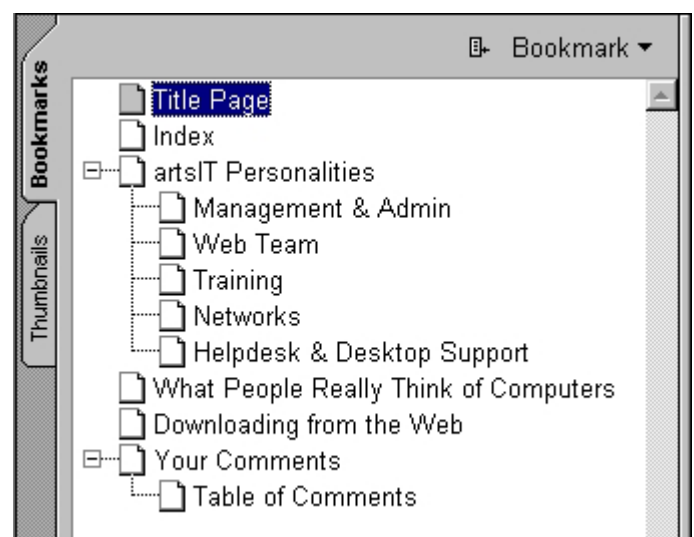 Bookmark
Bookmarks
Thumbnails
Title Page
Index
artsIT Personalities
Management & Admin
Web Team
Training
Networks
Helpdesk & Desktop Support
What People Really Think of Computers
Downloading from the Web
Your Comments
Table of Comments